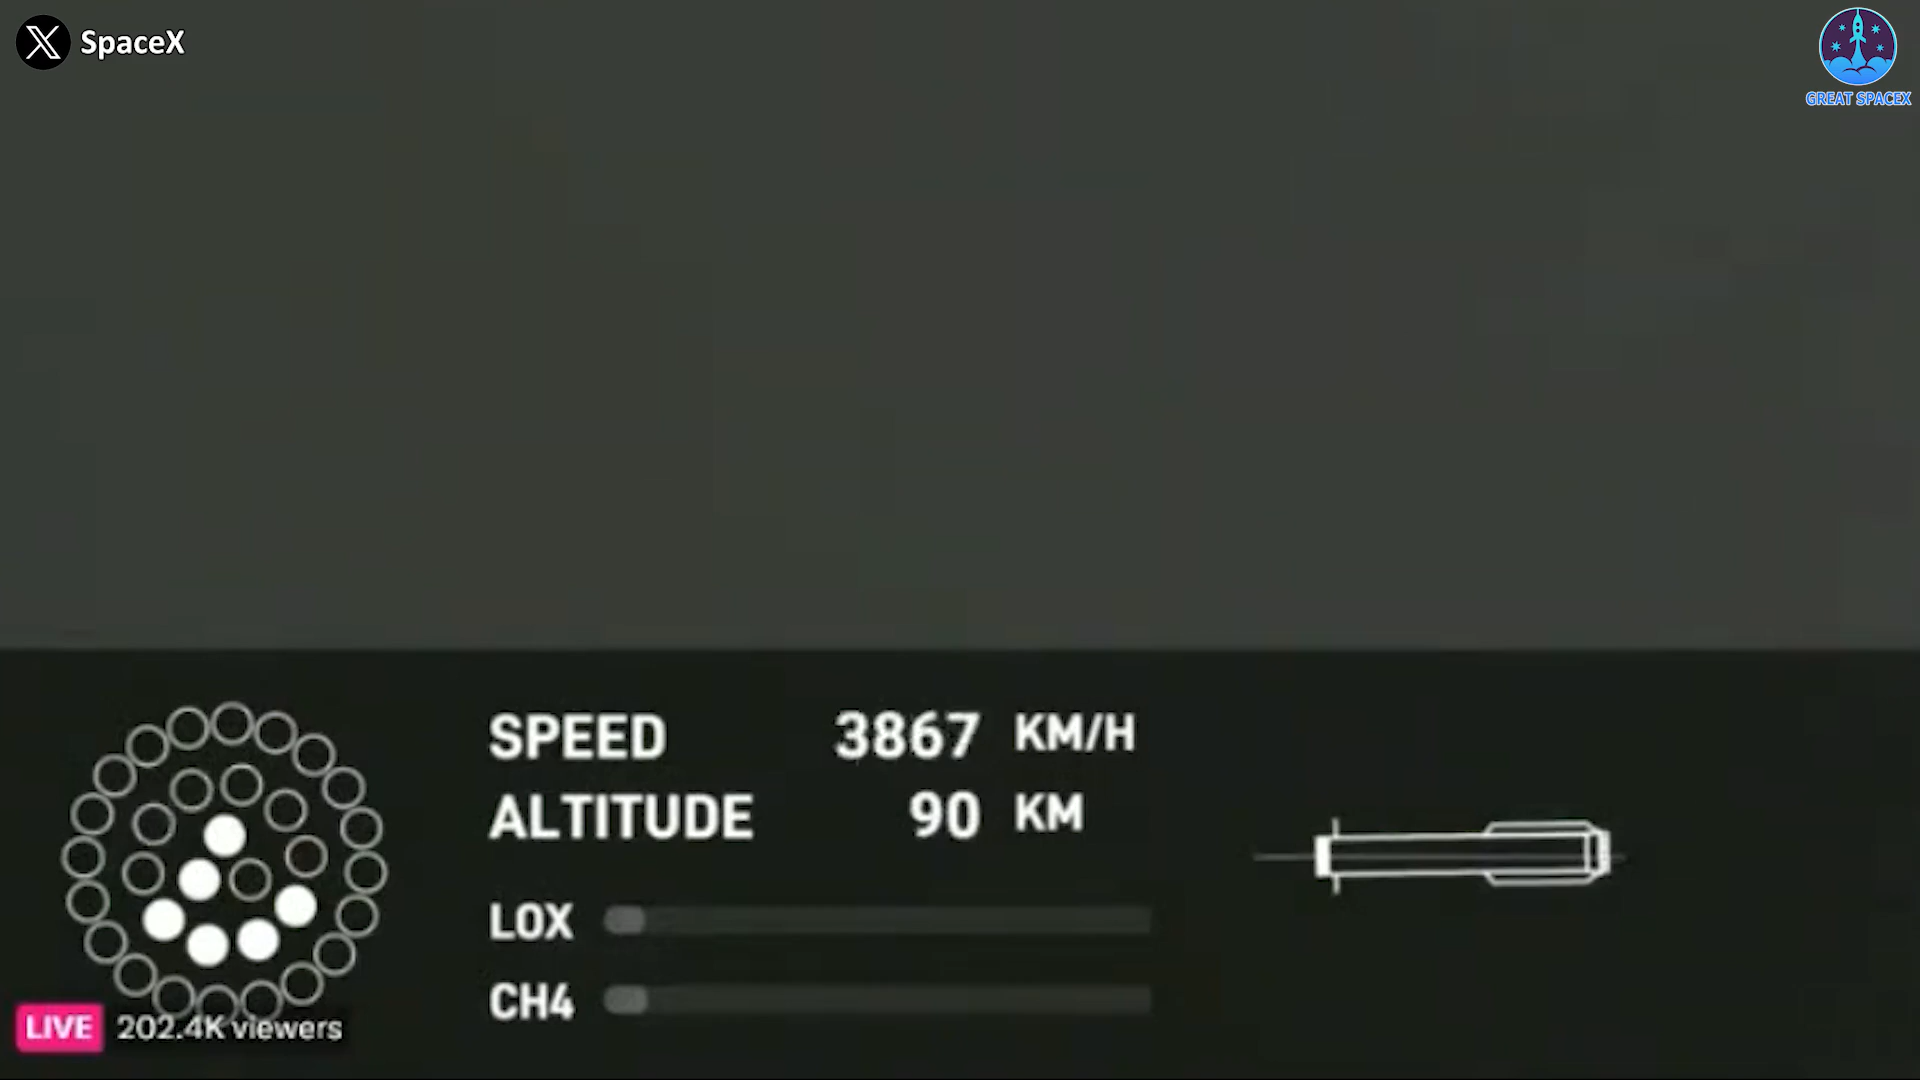 SpaceX
GREAT SPACEX
SPEED 3867 KM/H
ALTITUDE 90 KM
LOX
CH4
LIVE 202.4K viewers